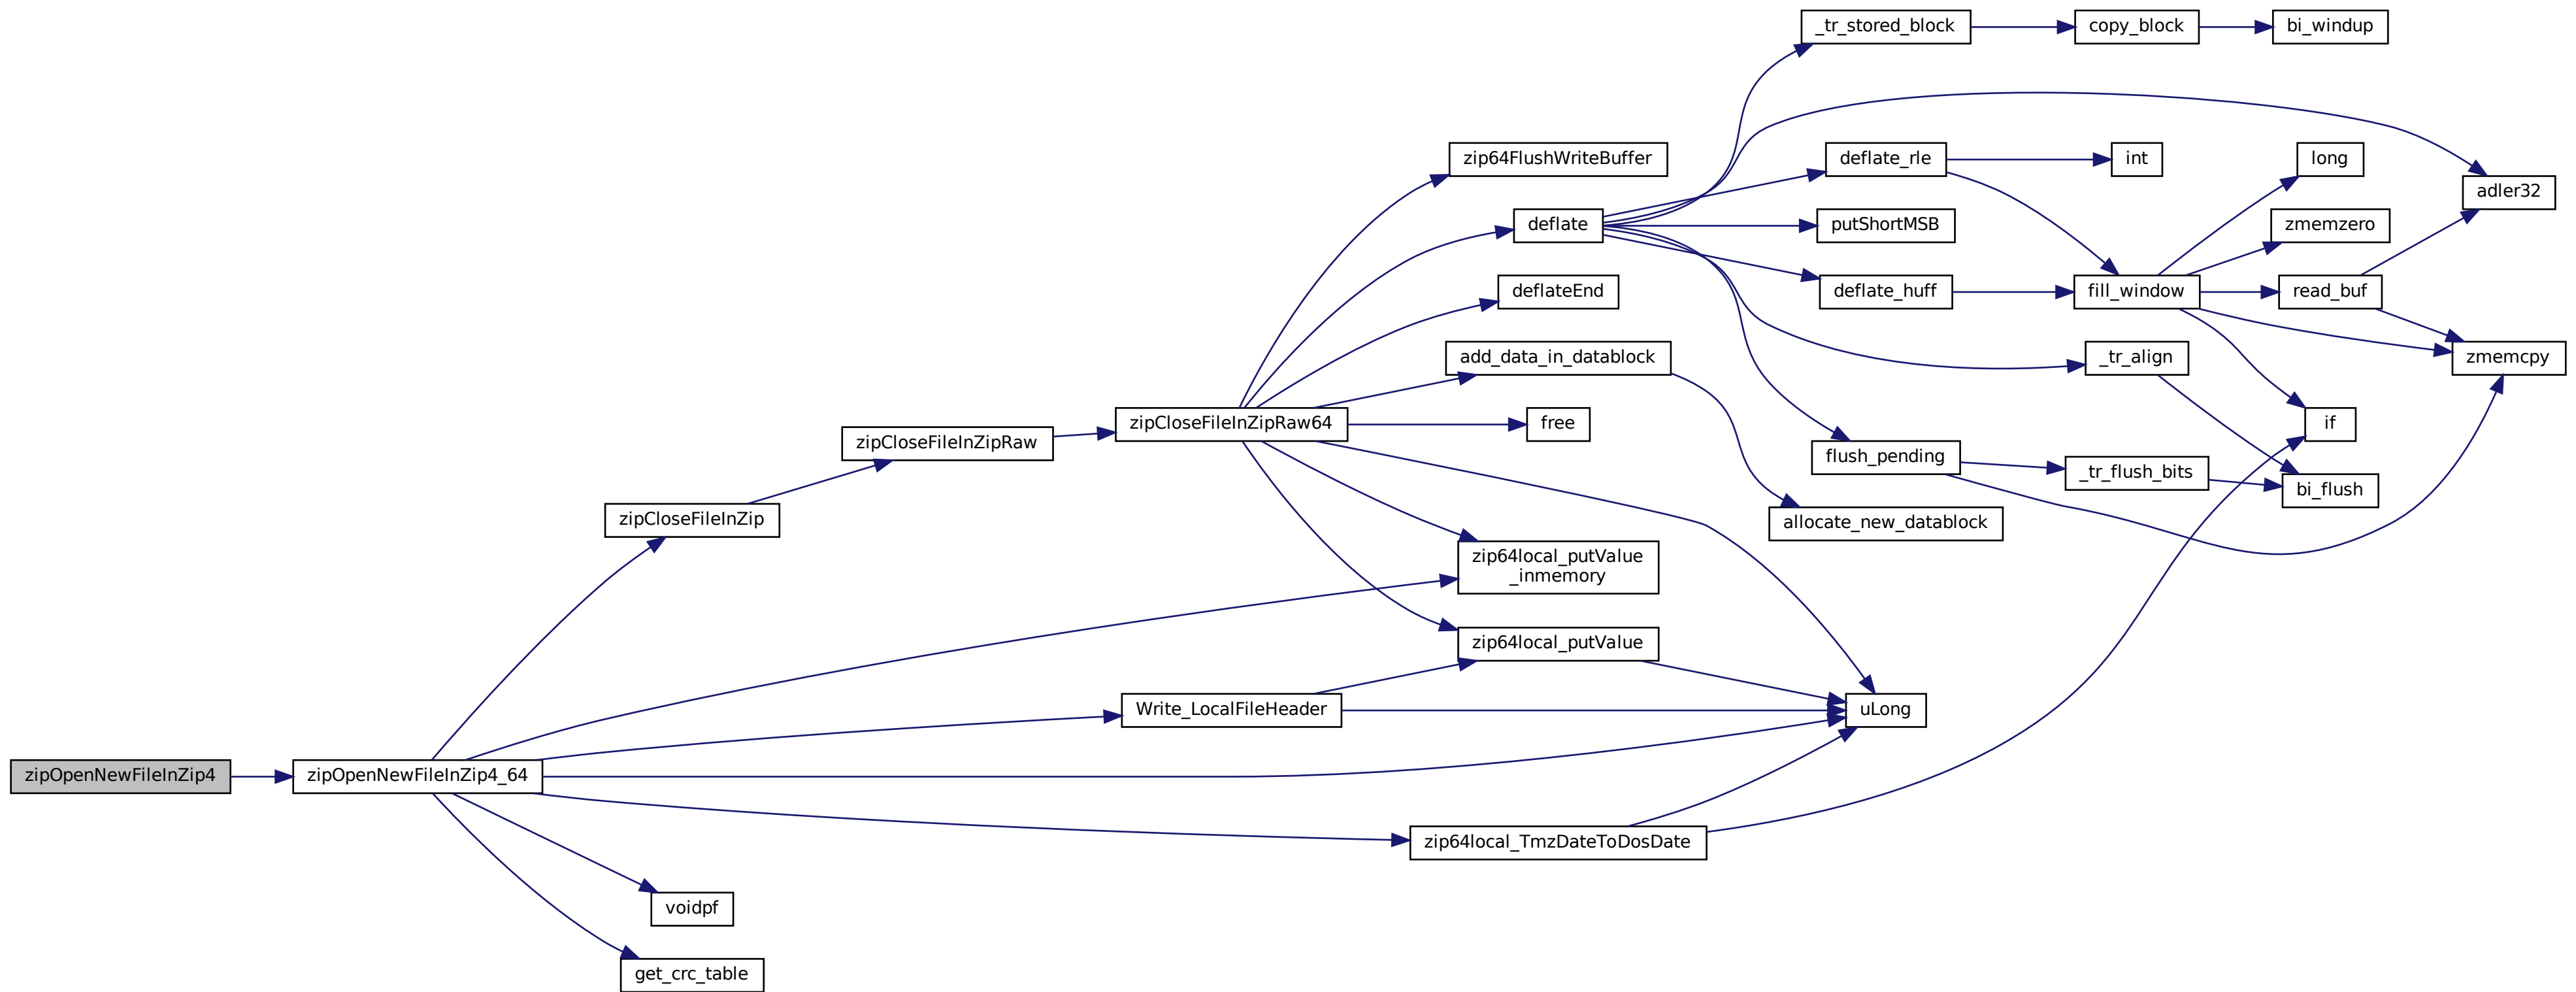 _tr_stored_block
copy_block
bi_windup
zip64FlushWriteBuffer
deflate_rle
int
long
adler32
deflate
putShortMSB
zmemzero
deflateEnd
deflate_huff
fill_window
read_buf
add_data_in_datablock
_tr_align
zmemcpy
zipCloseFileInZipRaw
zipCloseFileInZipRaw64
free
flush_pending
_tr_flush_bits
if
bi_flush
zipCloseFileInZip
allocate_new_datablock
zip64local_putValue
_inmemory
zip64local_putValue
Write_LocalFileHeader
uLong
zipOpenNewFileInZip4
zipOpenNewFileInZip4_64
zip64local_TmzDateToDosDate
voidpf
get_crc_table